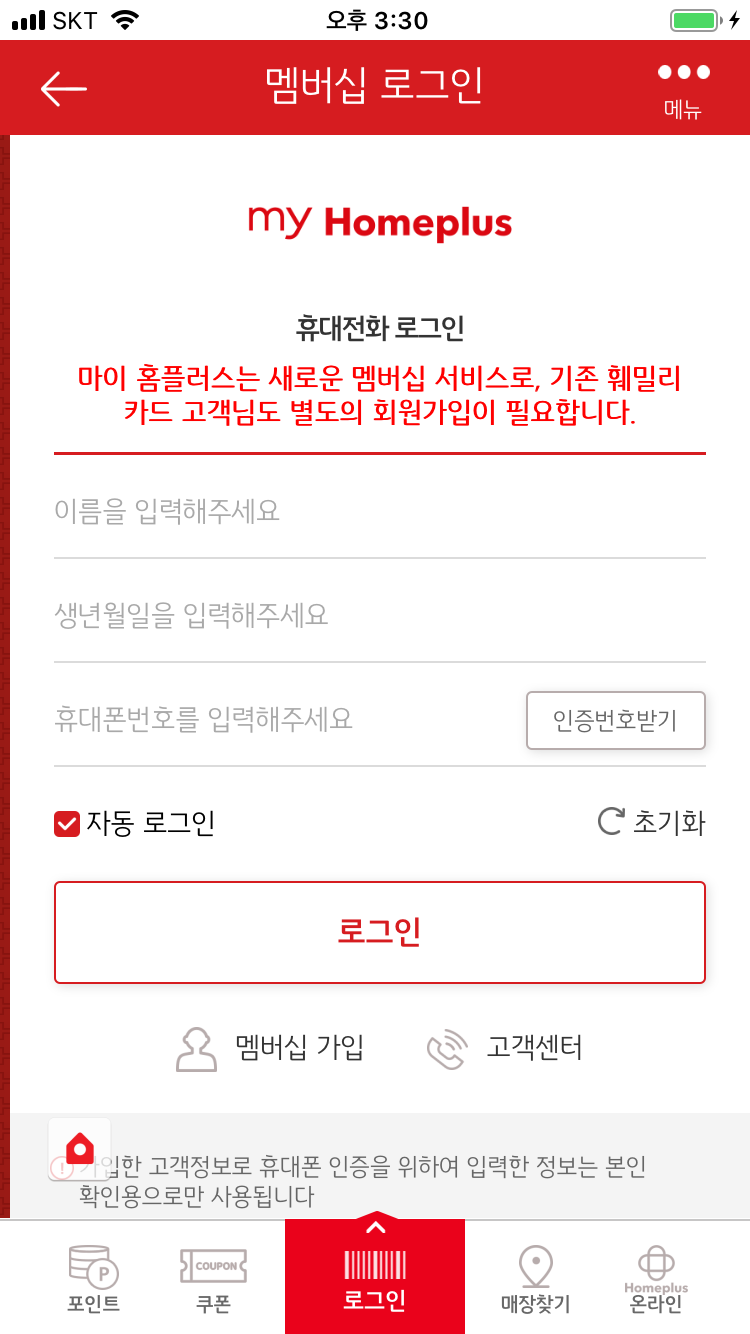 SKT 오후 3:30
멤버십 로그인
메뉴
my Homeplus
휴대전화 로그인
마이 홈플러스는 새로운 멤버십 서비스로, 기존 훼밀리
카드 고객님도 별도의 회원가입이 필요합니다.
이름을 입력해주세요
생년월일을 입력해주세요
휴대폰번호를 입력해주세요 인증번호받기
자동 로그인 초기화
로그인
멤버십 가입 고객센터
가입한 고객정보로 휴대폰 인증을 위하여 입력한 정보는 본인
확인용으로만 사용됩니다
P COUPON Homeplus
포인트 쿠폰 로그인 매장찾기 온라인